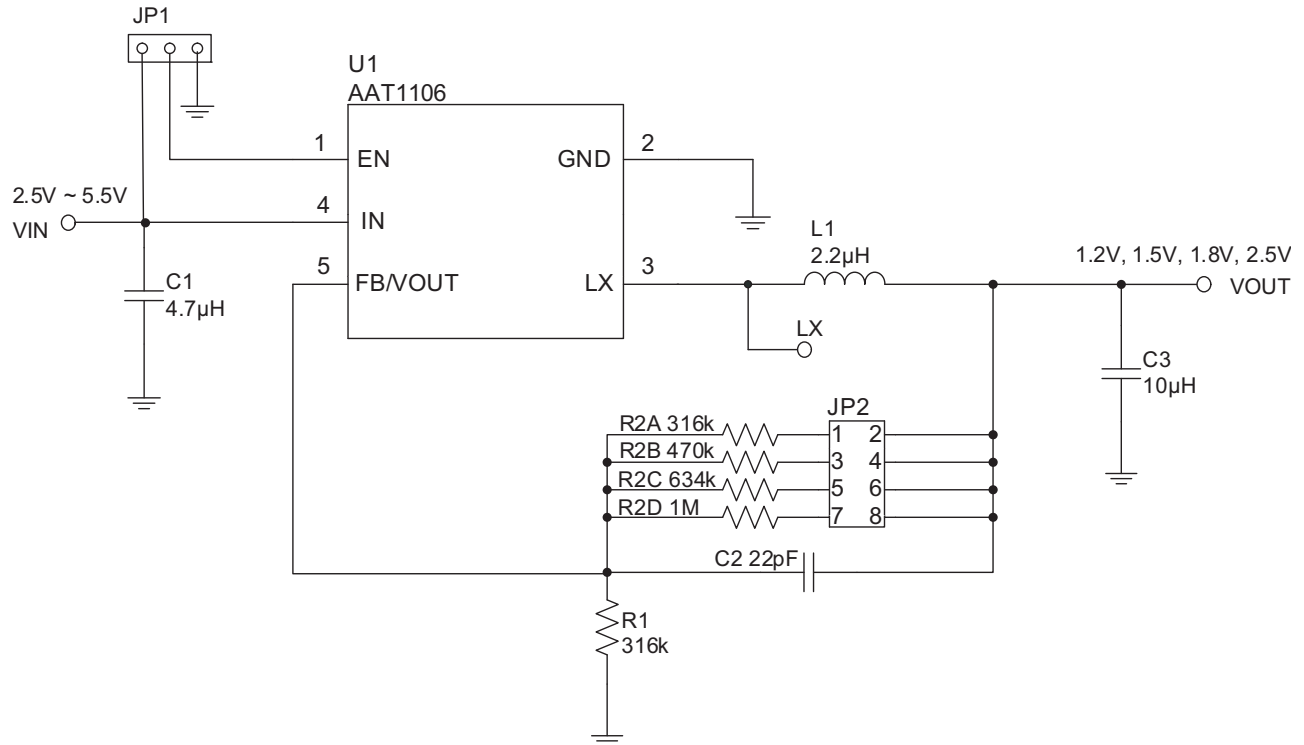 JP1
U1
AAT1106
1
EN
GND
2
2.5V ~ 5.5V
VIN
4
IN
5
FB/VOUT
LX
3
L1
2.2µH
1.2V, 1.5V, 1.8V, 2.5V
VOUT
C1
4.7µH
LX
C3
10µH
JP2
R2A 316k
1 2
R2B 470k
3 4
R2C 634k
5 6
R2D 1M
7 8
C2 22pF
R1
316k